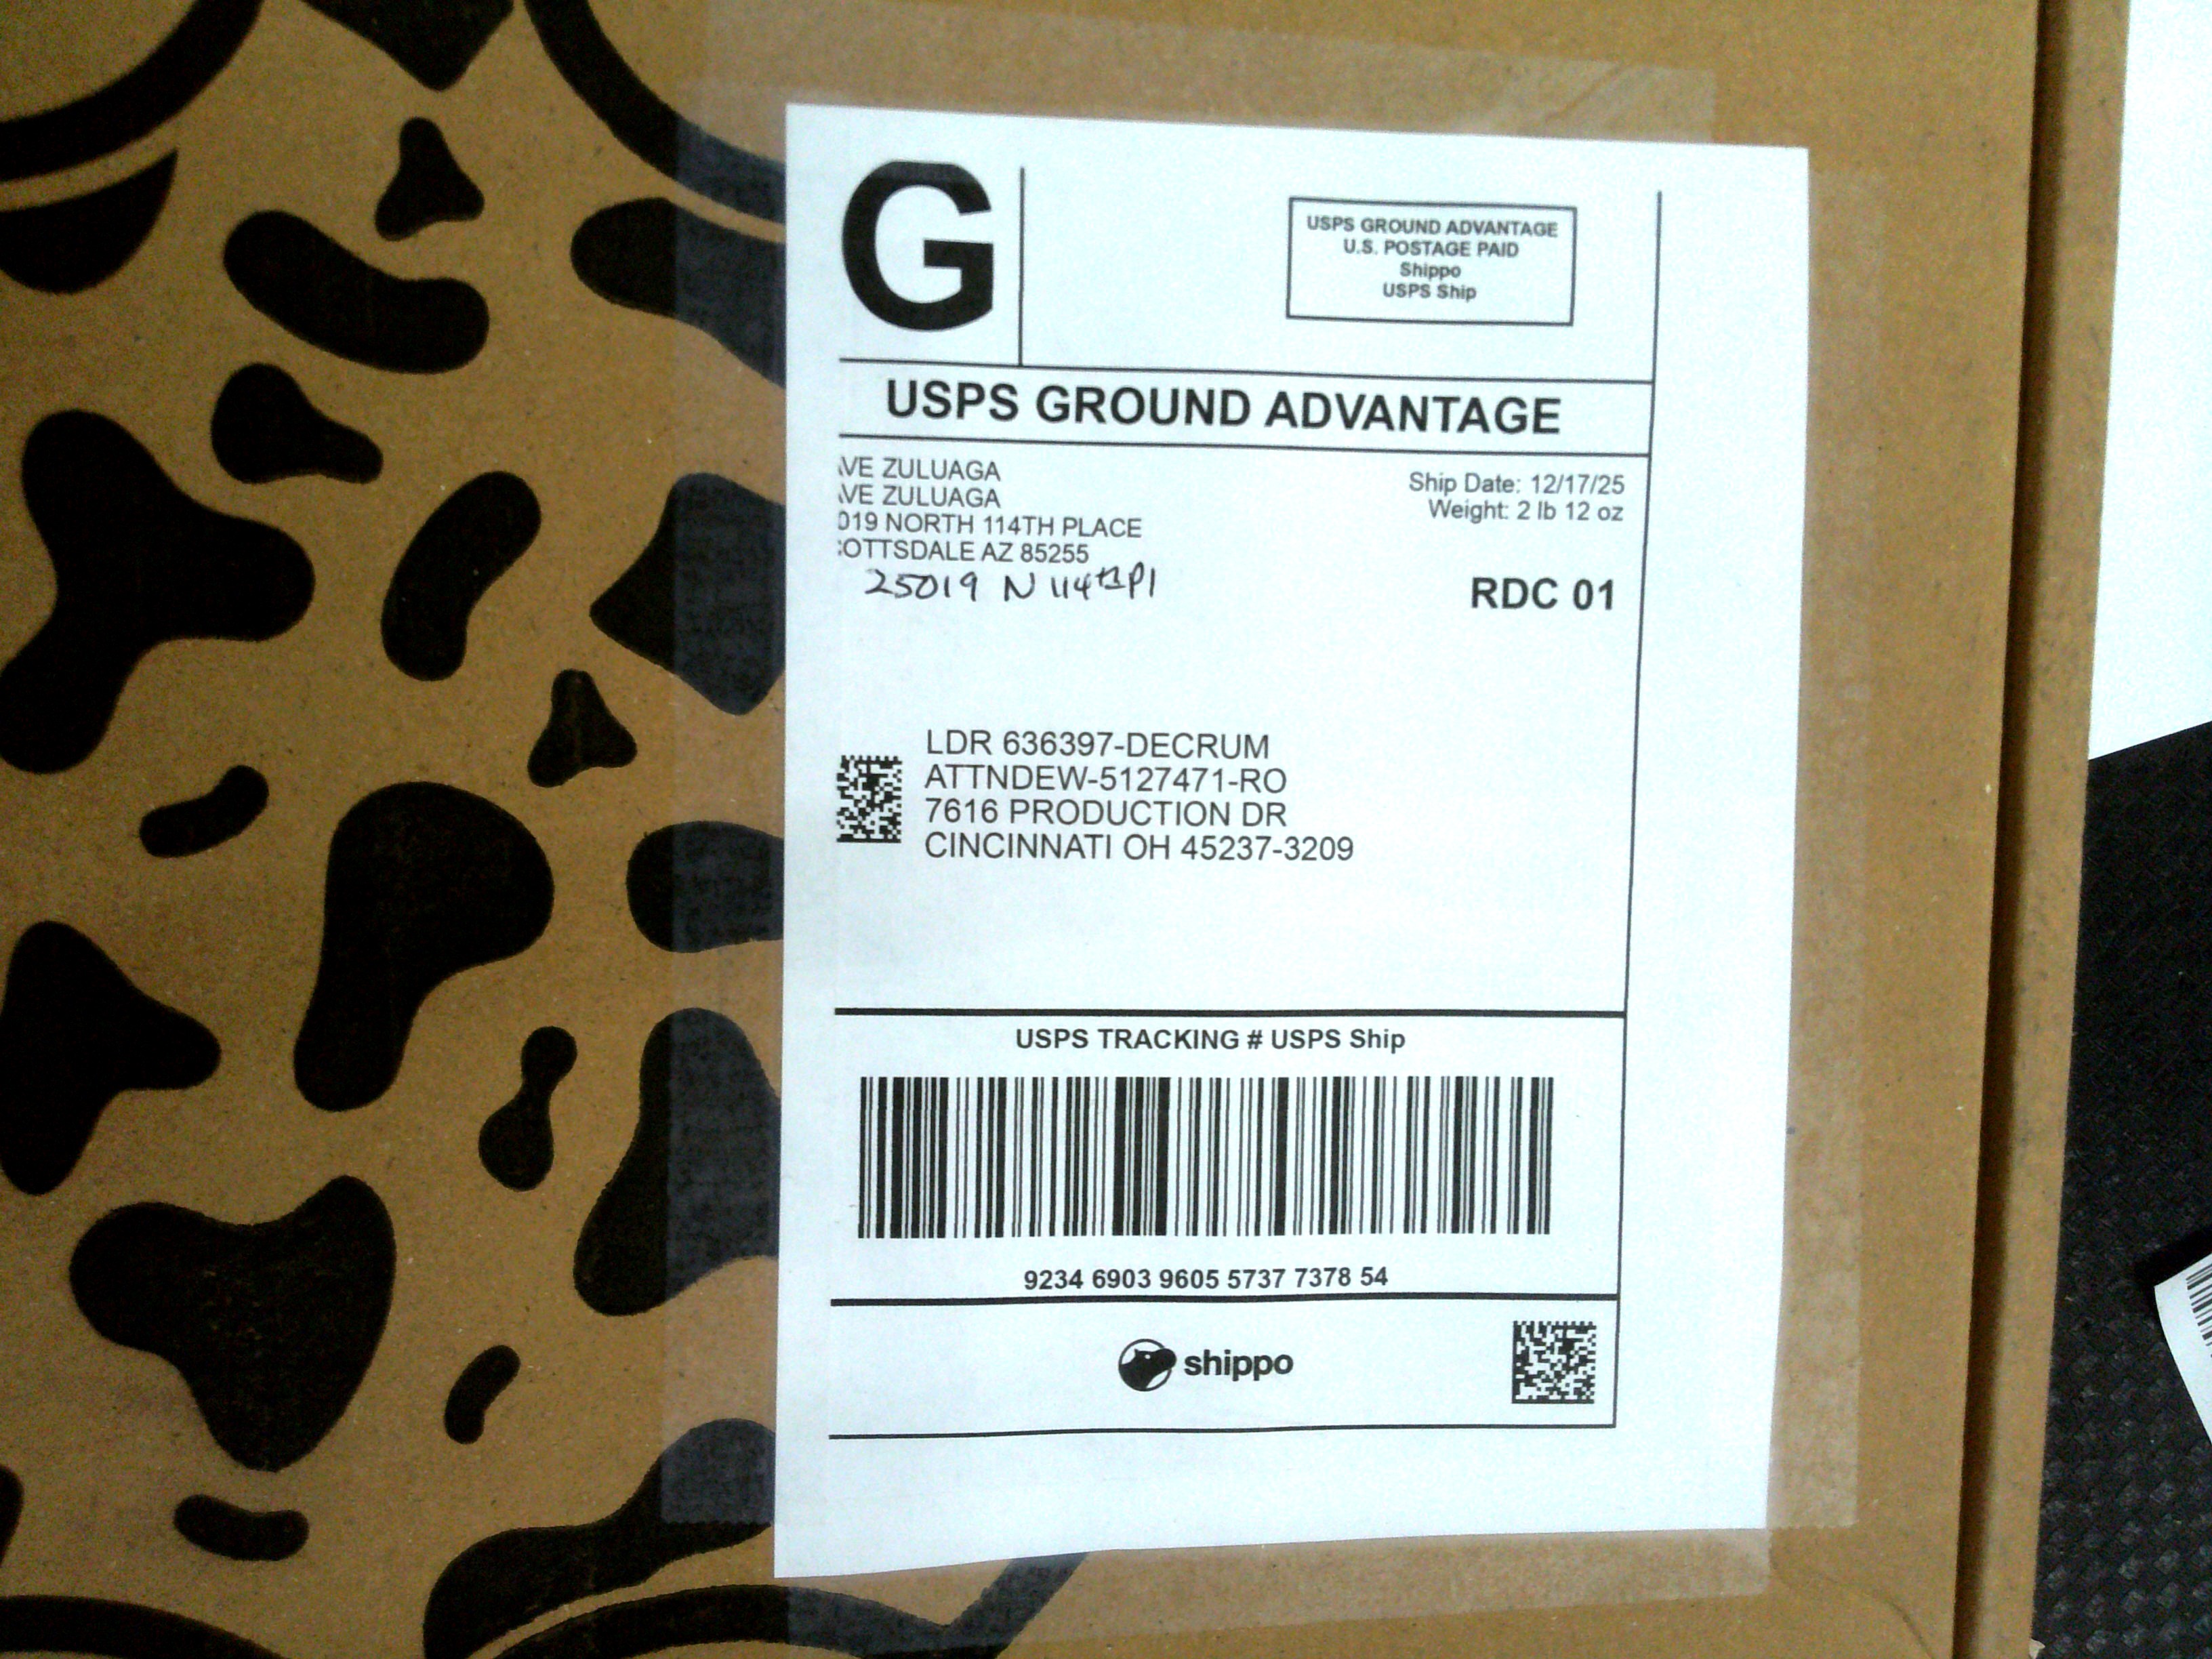 G
USPS GROUND ADVANTAGE
U.S. POSTAGE PAID
Shippo
USPS Ship
USPS GROUND ADVANTAGE
VE ZULUAGA
VE ZULUAGA
019 NORTH 114TH PLACE
OTTSDALE AZ 85255
25019 N 114th Pl
Ship Date: 12/17/25
Weight: 2 lb 12 oz
RDC 01
LDR 636397-DECRUM
ATTNDEW-5127471-RO
7616 PRODUCTION DR
CINCINNATI OH 45237-3209
USPS TRACKING # USPS Ship
9234 6903 9605 5737 7378 54
shippo